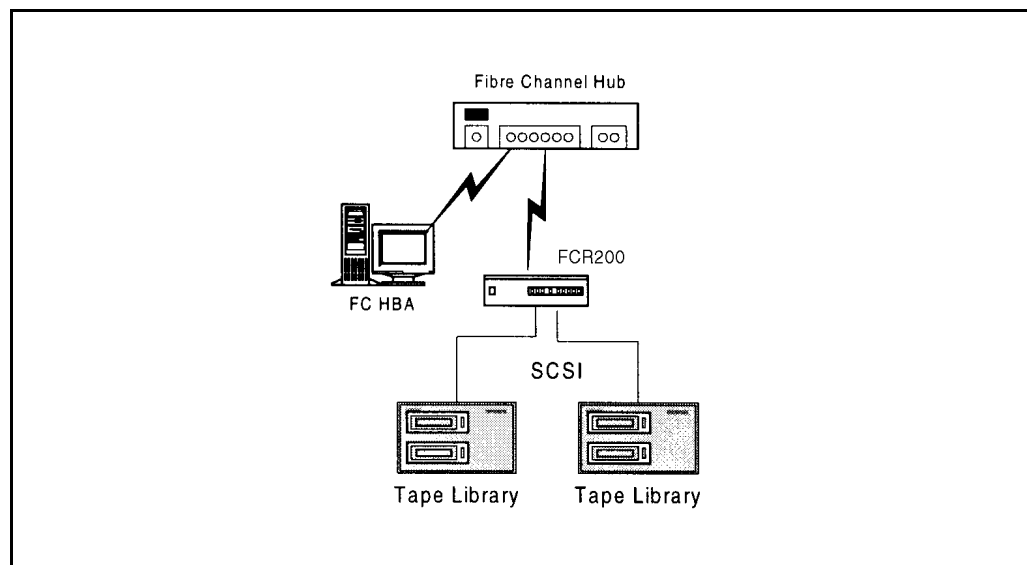 Fibre Channel Hub
FCR200
FC HBA
SCSI
Tape Library
Tape Library